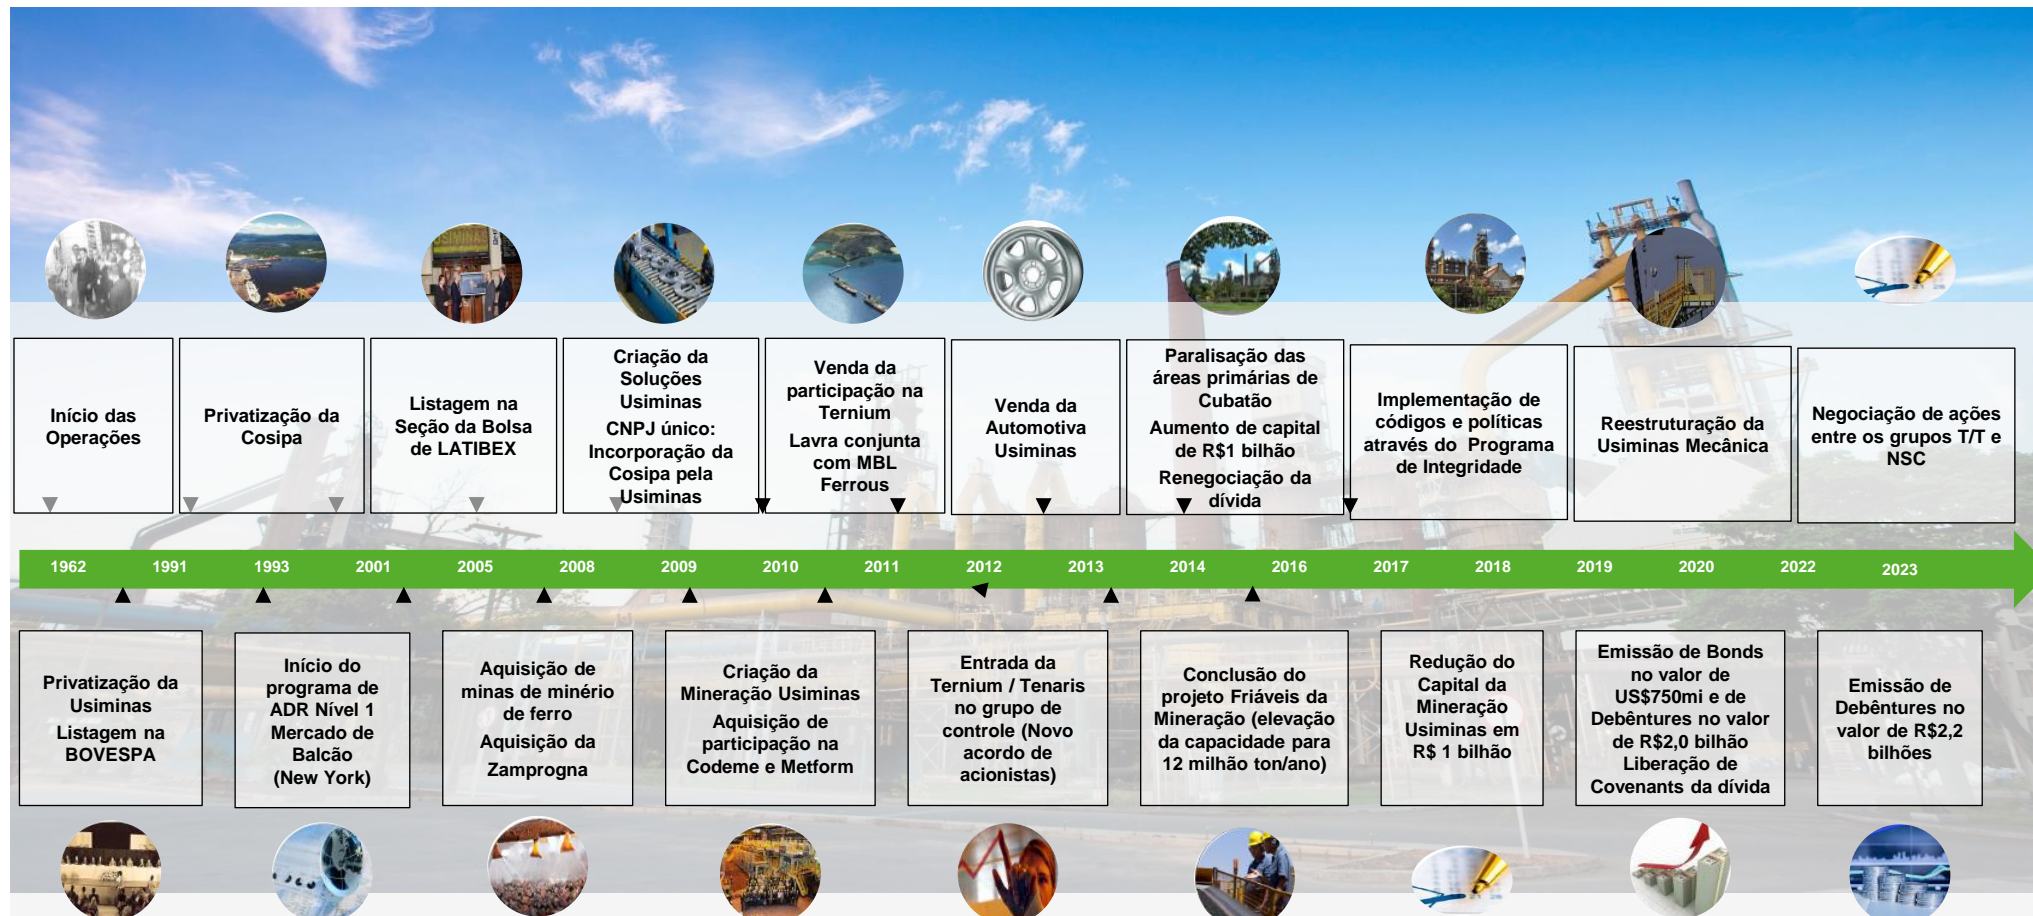 Início das
Operações
Privatização da
Cosipa
Listagem na
Seção da Bolsa
de LATIBEX
Criação da
Soluções
Usiminas
CNPJ único:
Incorporação da
Cosipa pela
Usiminas
Venda da
participação na
Ternium
Lavra conjunta
com MBL
Ferrous
Venda da
Automotiva
Usiminas
Paralisação das
áreas primárias de
Cubatão
Aumento de capital
de R$1 bilhão
Renegociação da
dívida
Implementação de
códigos e políticas
através do Programa
de Integridade
Reestruturação da
Usiminas Mecânica
Negociação de ações
entre os grupos T/T e
NSC
1962 1991 1993 2001 2005 2008 2009 2010 2011 2012 2013 2014 2016 2017 2018 2019 2020 2022 2023
Privatização da
Usiminas
Listagem na
BOVESPA
Início do
programa de
ADR Nível 1
Mercado de
Balcão
(New York)
Aquisição de
minas de minério
de ferro
Aquisição da
Zamprogna
Criação da
Mineração Usiminas
Aquisição de
participação na
Codeme e Metform
Entrada da
Ternium / Tenaris
no grupo de
controle (Novo
acordo de
acionistas)
Conclusão do
projeto Friáveis da
Mineração (elevação
da capacidade para
12 milhão ton/ano)
Redução do
Capital da
Mineração
Usiminas em
R$ 1 bilhão
Emissão de Bonds
no valor de
US$750mi e de
Debêntures no valor
de R$2,0 bilhão
Liberação de
Covenants da dívida
Emissão de
Debêntures no
valor de R$2,2
bilhões